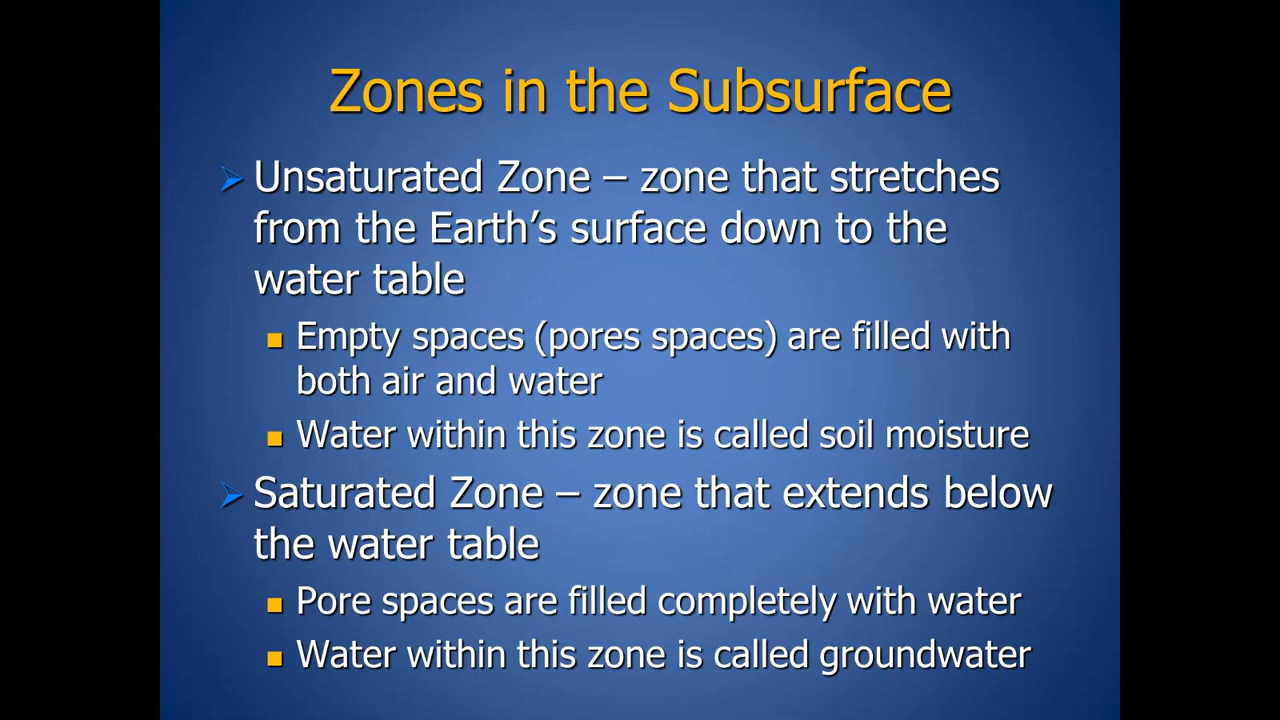 Zones in the Subsurface
Unsaturated Zone – zone that stretches
from the Earth’s surface down to the
water table
Empty spaces (pores spaces) are filled with
both air and water
Water within this zone is called soil moisture
Saturated Zone – zone that extends below
the water table
Pore spaces are filled completely with water
Water within this zone is called groundwater